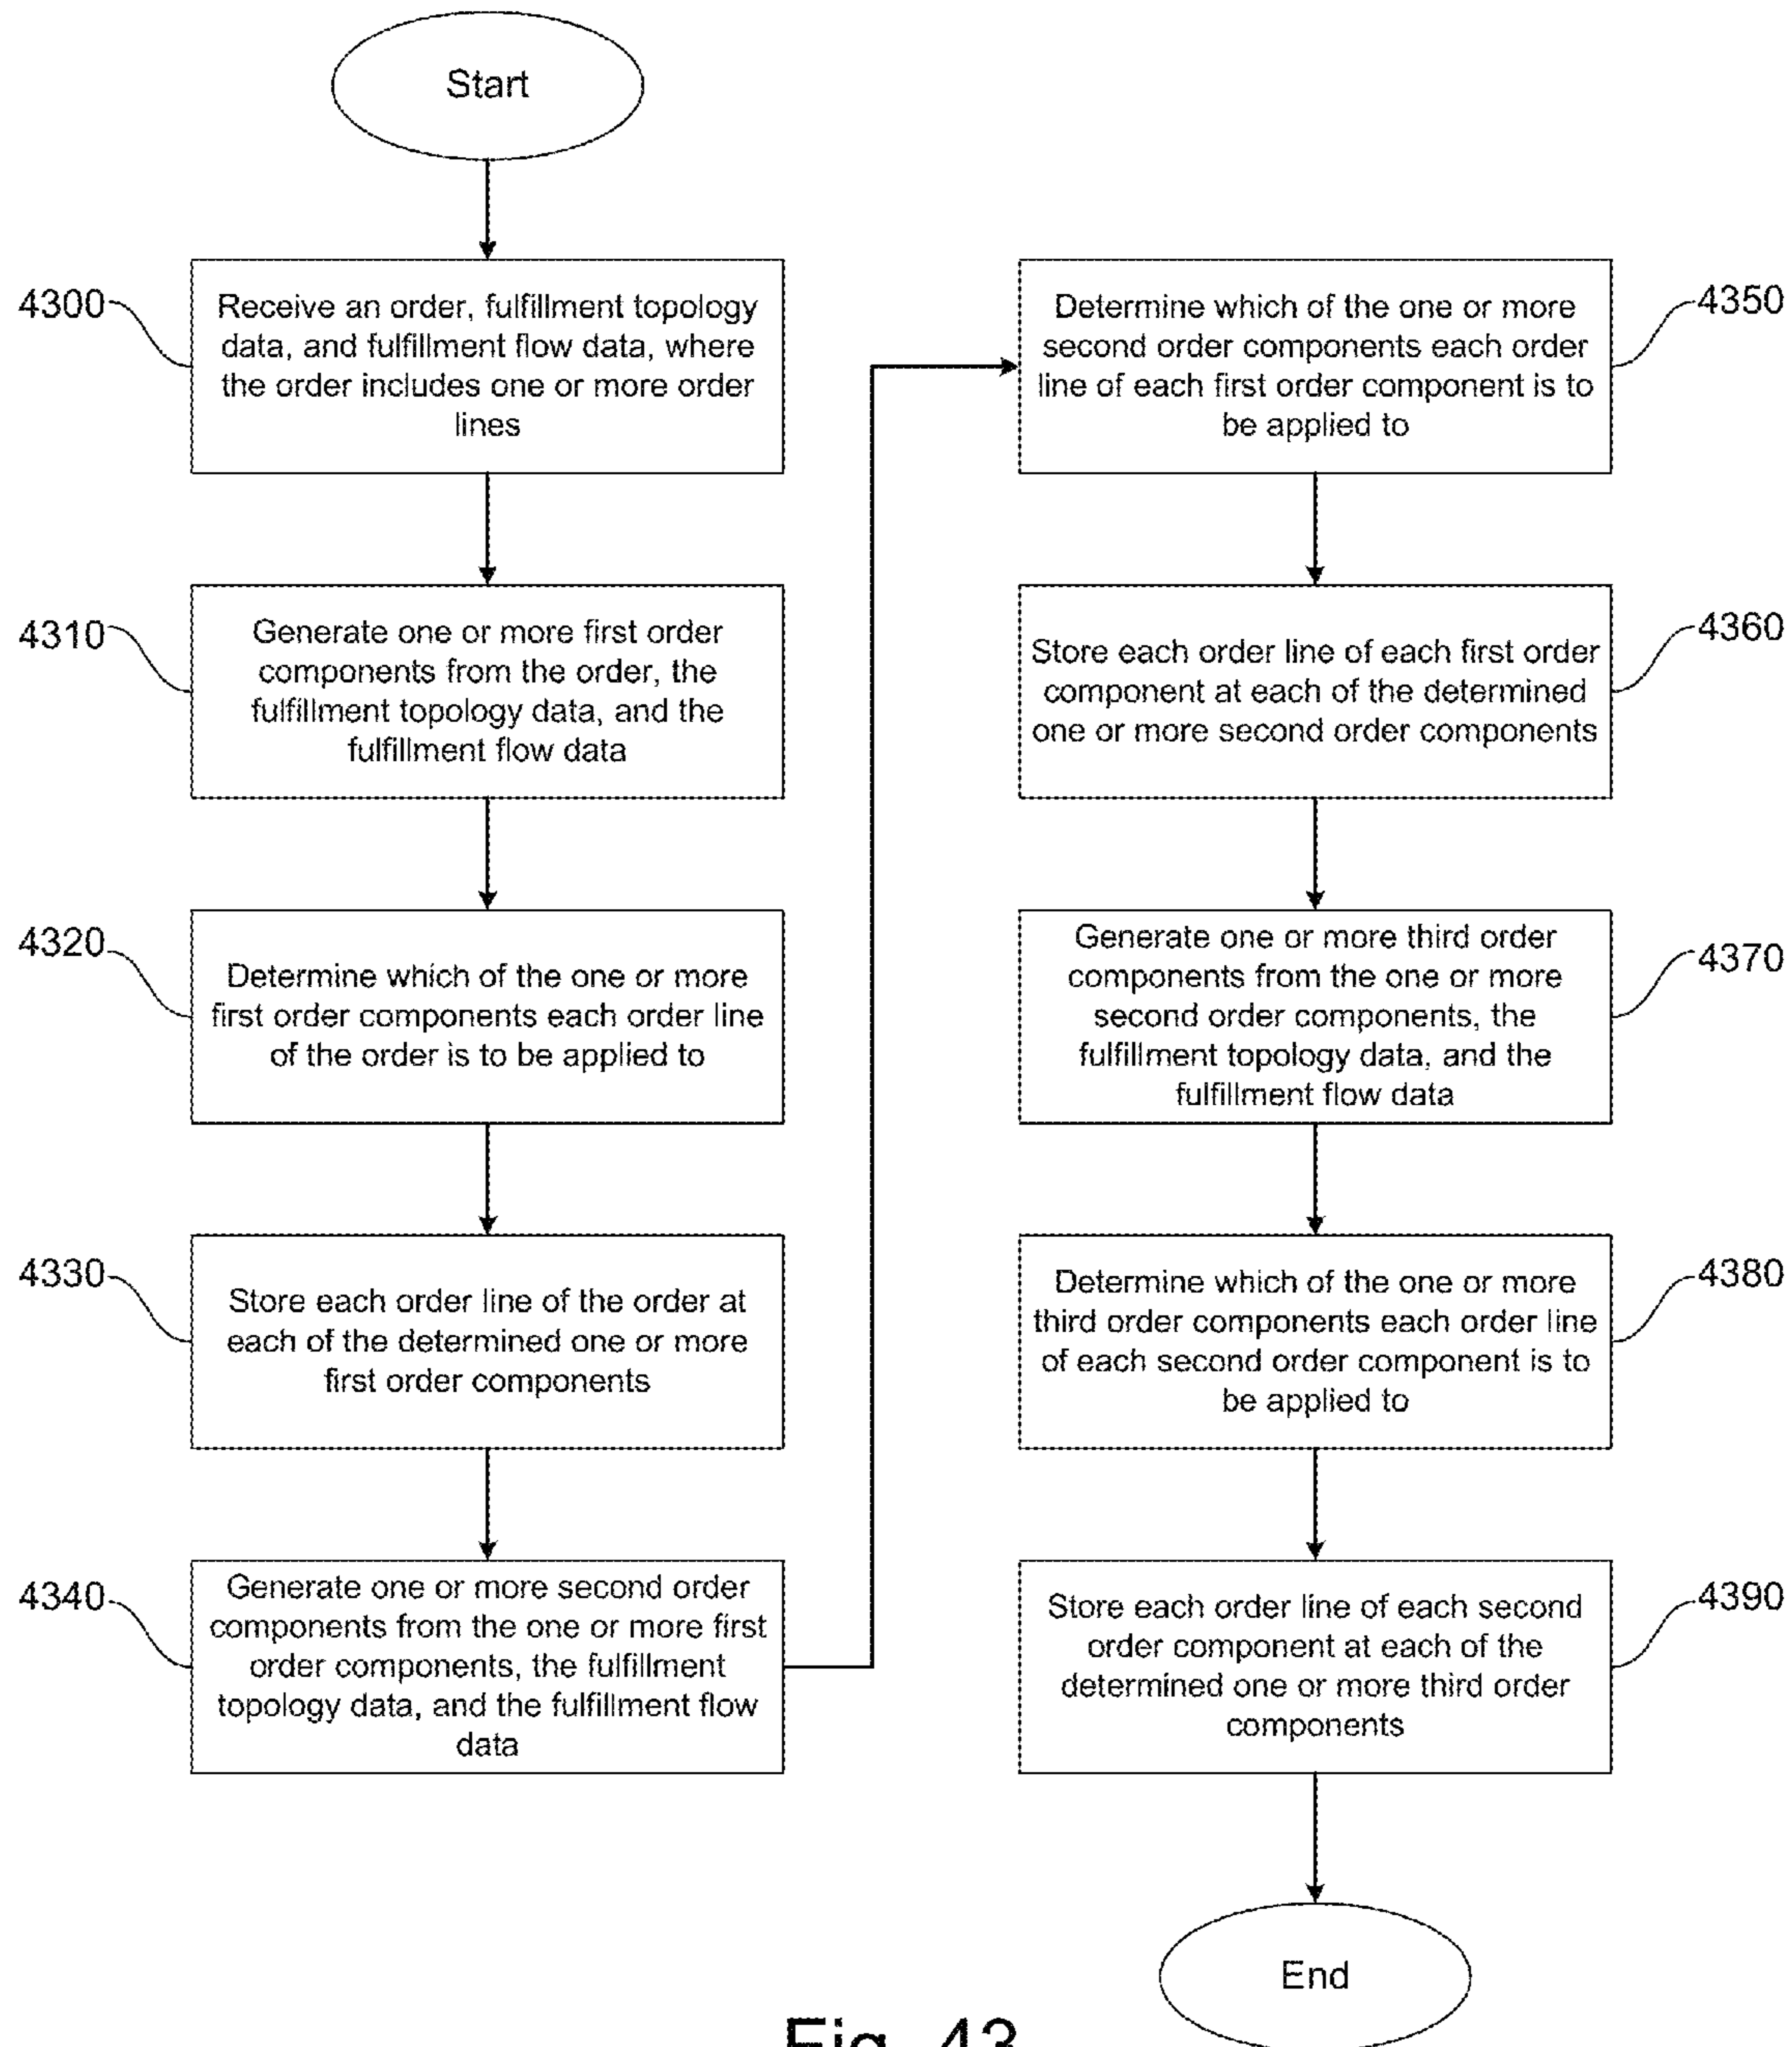 Start
4300
Receive an order, fulfillment topology
data, and fulfillment flow data, where
the order includes one or more order
lines
4310
Generate one or more first order
components from the order, the
fulfillment topology data, and the
fulfillment flow data
4320
Determine which of the one or more
first order components each order line
of the order is to be applied to
4330
Store each order line of the order at
each of the determined one or more
first order components
4340
Generate one or more second order
components from the one or more first
order components, the fulfillment
topology data, and the fulfillment flow
data
4350
Determine which of the one or more
second order components each order
line of each first order component is to
be applied to
4360
Store each order line of each first order
component at each of the determined
one or more second order components
4370
Generate one or more third order
components from the one or more
second order components, the
fulfillment topology data, and the
fulfillment flow data
4380
Determine which of the one or more
third order components each order line
of each second order component is to
be applied to
4390
Store each order line of each second
order component at each of the
determined one or more third order
components
End
Fig. 43